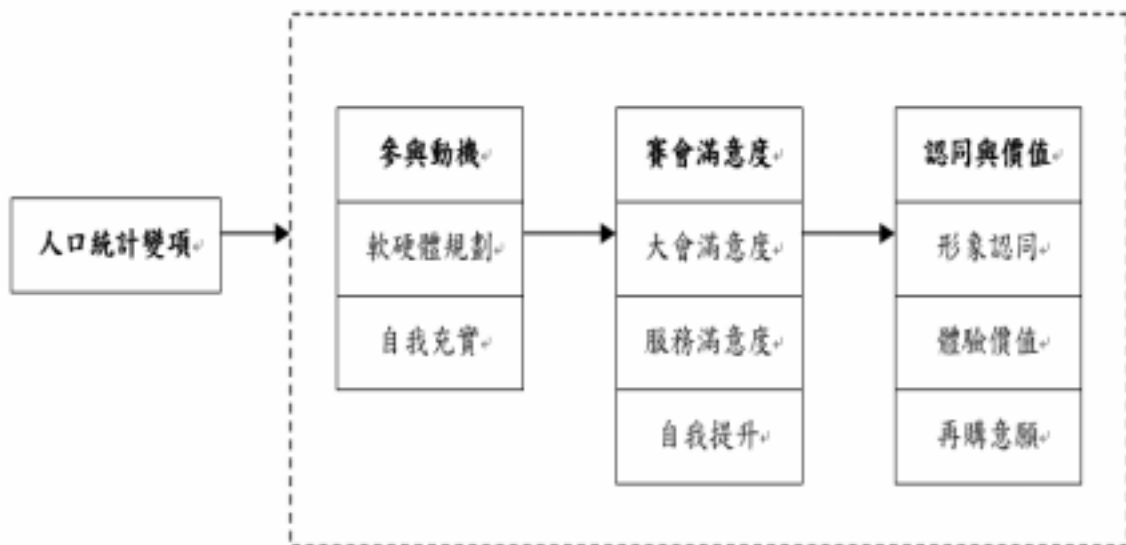 人口統計變項
參與動機
軟硬體規劃
自我充實
賽會滿意度
大會滿意度
服務滿意度
自我提升
認同與價值
形象認同
體驗價值
再購意願